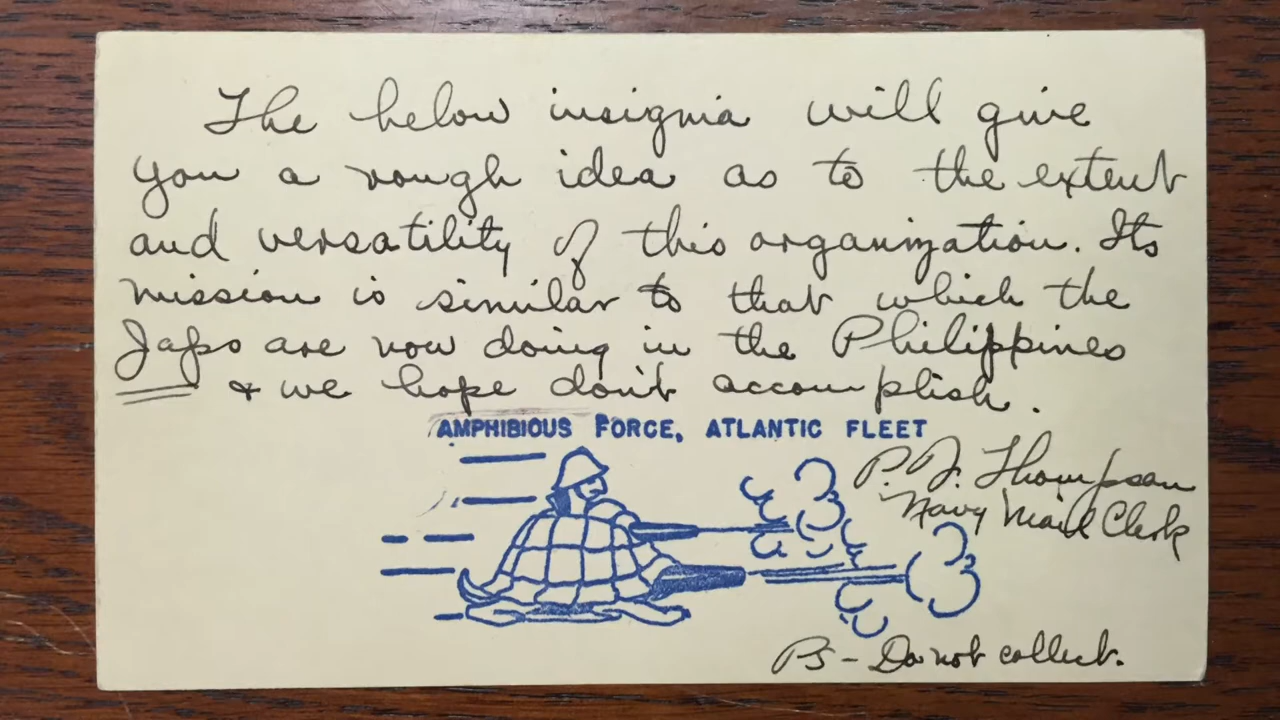 The below insignia will give
you a rough idea as to the extent
and versatility of this organization. Its
mission is similar to that which the
Japs are now doing in the Philippines
& we hope don't accomplish.
AMPHIBIOUS FORCE, ATLANTIC FLEET
P. F. Thompson
Navy Mail Clerk
PS - Do not collect.